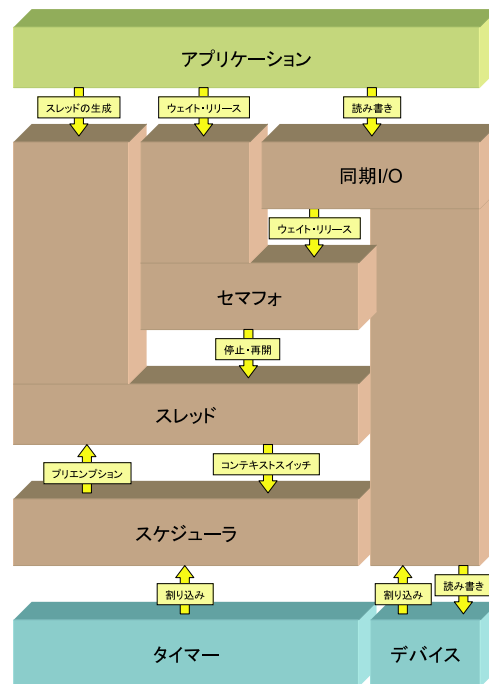 アプリケーション
スレッドの生成
ウェイト・リリース
読み書き
同期I/O
ウェイト・リリース
セマフォ
停止・再開
スレッド
プリエンプション
コンテキストスイッチ
スケジューラ
割り込み
割り込み
読み書き
タイマー
デバイス